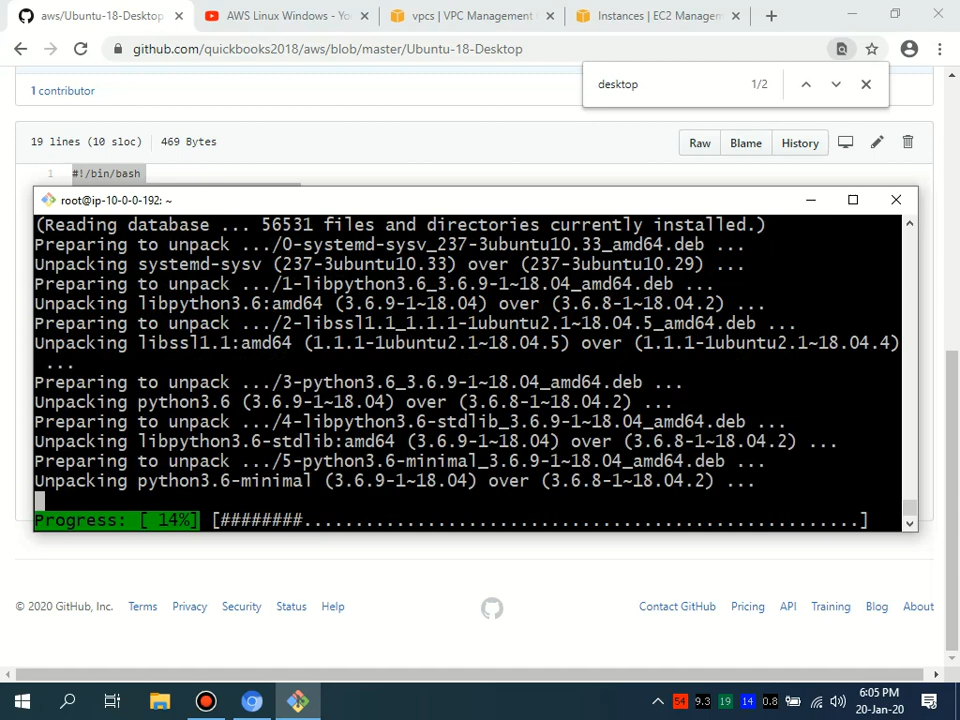 aws/Ubuntu-18-Desktop
AWS Linux Windows - Yo
vpcs | VPC Management
Instances | EC2 Managem
github.com/quickbooks2018/aws/blob/master/Ubuntu-18-Desktop
desktop
1/2
1 contributor
19 lines (10 sloc)
469 Bytes
Raw
Blame
History
1
#!/bin/bash
root@ip-10-0-0-192: ~
(Reading database ... 56531 files and directories currently installed.)
Preparing to unpack .../0-systemd-sysv_237-3ubuntu10.33_amd64.deb ...
Unpacking systemd-sysv (237-3ubuntu10.33) over (237-3ubuntu10.29) ...
Preparing to unpack .../1-libpython3.6_3.6.9-1~18.04_amd64.deb ...
Unpacking libpython3.6:amd64 (3.6.9-1~18.04) over (3.6.8-1~18.04.2) ...
Preparing to unpack .../2-libssl1.1_1.1.1-1ubuntu2.1~18.04.5_amd64.deb ...
Unpacking libssl1.1:amd64 (1.1.1-1ubuntu2.1~18.04.5) over (1.1.1-1ubuntu2.1~18.04.4)
...
Preparing to unpack .../3-python3.6_3.6.9-1~18.04_amd64.deb ...
Unpacking python3.6 (3.6.9-1~18.04) over (3.6.8-1~18.04.2) ...
Preparing to unpack .../4-libpython3.6-stdlib_3.6.9-1~18.04_amd64.deb ...
Unpacking libpython3.6-stdlib:amd64 (3.6.9-1~18.04) over (3.6.8-1~18.04.2) ...
Preparing to unpack .../5-python3.6-minimal_3.6.9-1~18.04_amd64.deb ...
Unpacking python3.6-minimal (3.6.9-1~18.04) over (3.6.8-1~18.04.2) ...
Progress: [ 14%] [########......................................................]
© 2020 GitHub, Inc.
Terms
Privacy
Security
Status
Help
Contact GitHub
Pricing
API
Training
Blog
About
54
9.3
19
14
0.8
6:05 PM
20-Jan-20